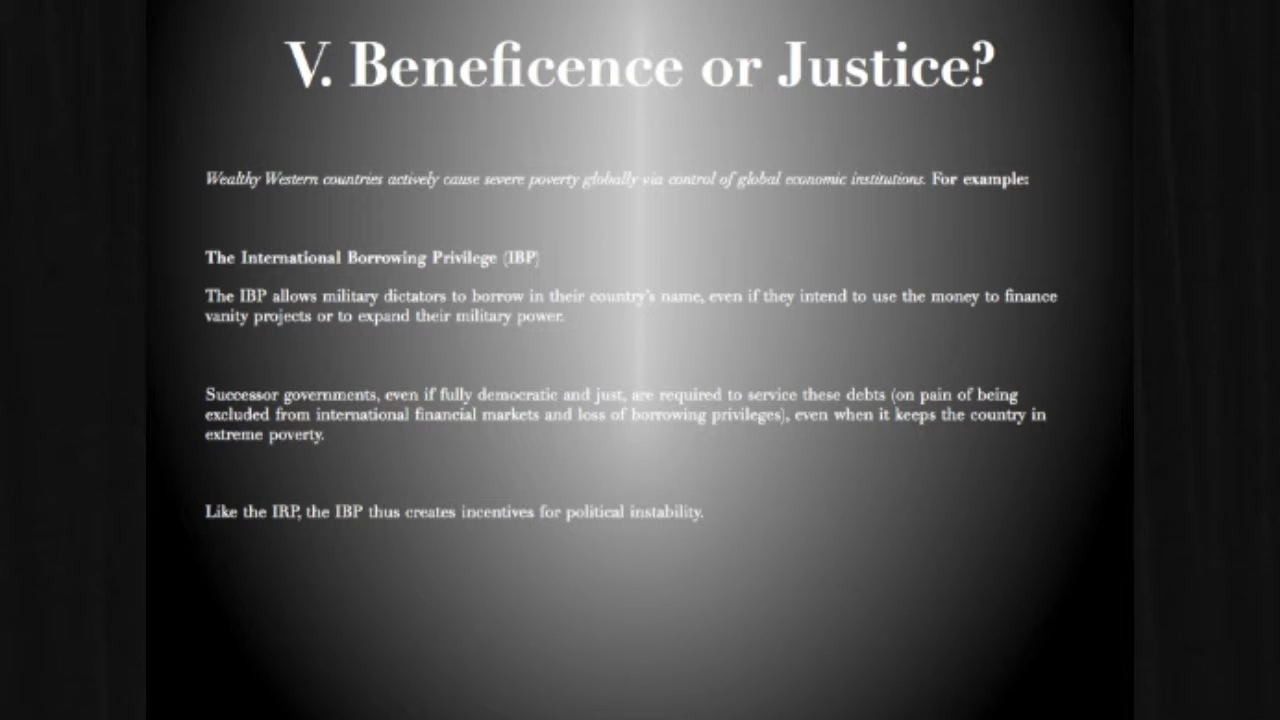 V. Beneficence or Justice?
Wealthy Western countries actively cause severe poverty globally via control of global economic institutions. For example:
The International Borrowing Privilege (IBP)
The IBP allows military dictators to borrow in their country's name, even if they intend to use the money to finance
vanity projects or to expand their military power.
Successor governments, even if fully democratic and just, are required to service these debts (on pain of being
excluded from international financial markets and loss of borrowing privileges), even when it keeps the country in
extreme poverty.
Like the IRP, the IBP thus creates incentives for political instability.